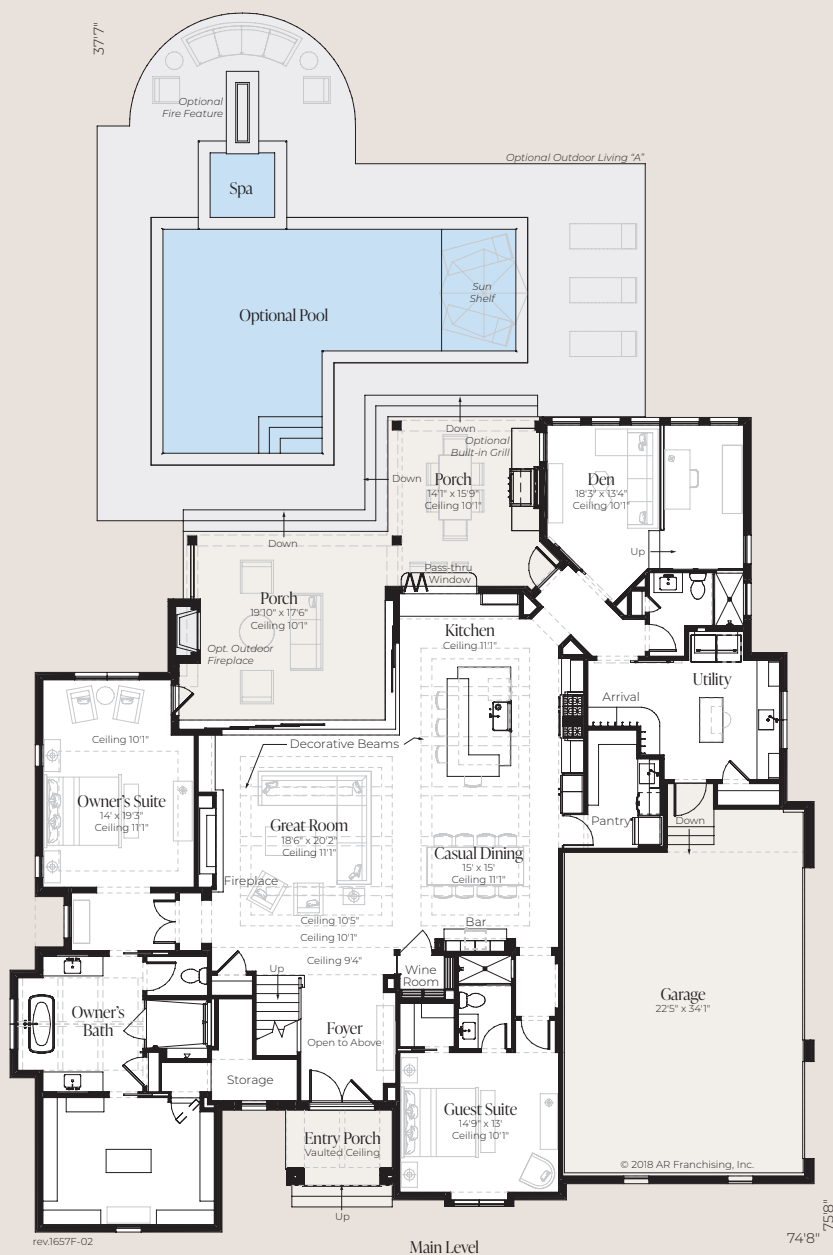 37'7"
Optional
Fire Feature
Optional Outdoor Living "A"
Spa
Sun
Shelf
Optional Pool
Down
Optional
Built-in Grill
Porch
14'1" x 15'9"
Ceiling 10'1"
Down
Den
18'3" x 13'4"
Ceiling 10'1"
Down
Up
Pass-thru
Window
Porch
19'10" x 17'6"
Ceiling 10'1"
Opt. Outdoor
Fireplace
Kitchen
Ceiling 11'1"
Utility
Arrival
Ceiling 10'1"
Decorative Beams
Owner's Suite
14' x 19'3"
Ceiling 11'1"
Great Room
18'6" x 20'2"
Ceiling 11'1"
Pantry
Down
Casual Dining
15' x 15'
Ceiling 11'1"
Fireplace
Ceiling 10'5"
Bar
Ceiling 10'1"
Ceiling 9'4"
Up
Wine
Room
Garage
22'5" x 34'1"
Owner's
Bath
Foyer
Open to Above
Storage
Guest Suite
14'9" x 13'
Ceiling 10'1"
Entry Porch
Vaulted Ceiling
© 2018 AR Franchising, Inc.
Up
75'8"
74'8"
rev.1657F-02
Main Level